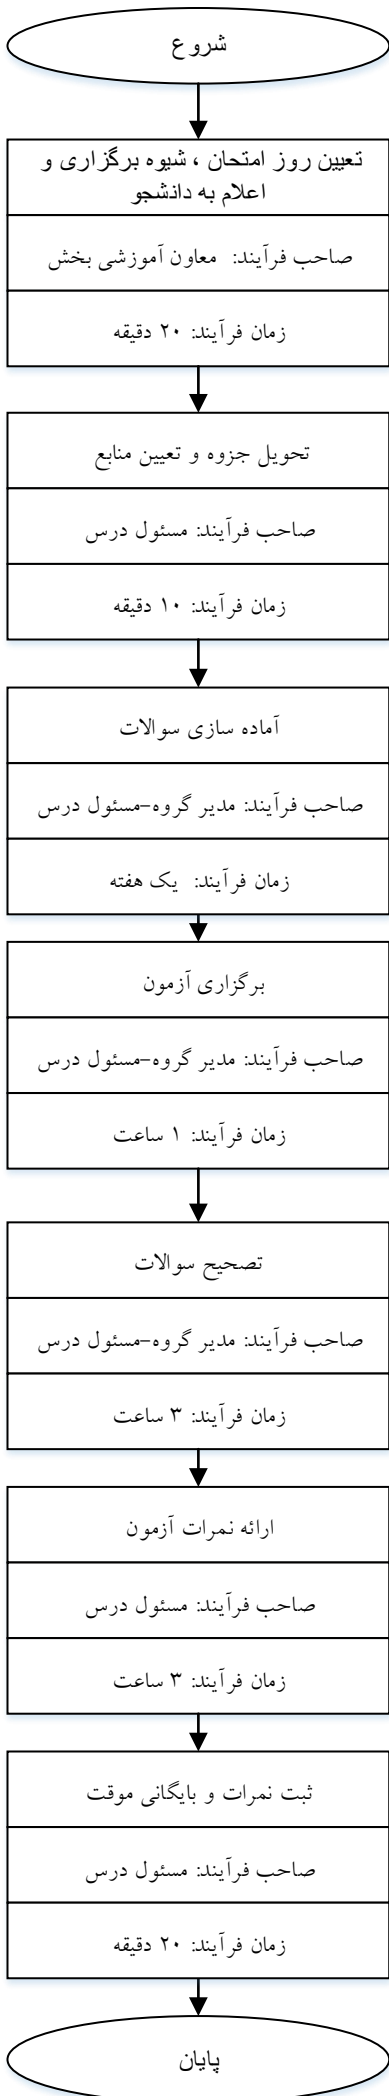 شروع
تعیین روز امتحان ، شیوه برگزاری و
اعلام به دانشجو
صاحب فرآیند: معاون آموزشی بخش
زمان فرآیند: ۲۰ دقیقه
تحویل جزوه و تعیین منابع
صاحب فرآیند: مسئول درس
زمان فرآیند: ۱۰ دقیقه
آماده سازی سوالات
صاحب فرآیند: مدیر گروه-مسئول درس
زمان فرآیند: یک هفته
برگزاری آزمون
صاحب فرآیند: مدیر گروه-مسئول درس
زمان فرآیند: ۱ ساعت
تصحیح سوالات
صاحب فرآیند: مدیر گروه-مسئول درس
زمان فرآیند: ۳ ساعت
ارائه نمرات آزمون
صاحب فرآیند: مسئول درس
زمان فرآیند: ۳ ساعت
ثبت نمرات و بایگانی موقت
صاحب فرآیند: مسئول درس
زمان فرآیند: ۲۰ دقیقه
پایان